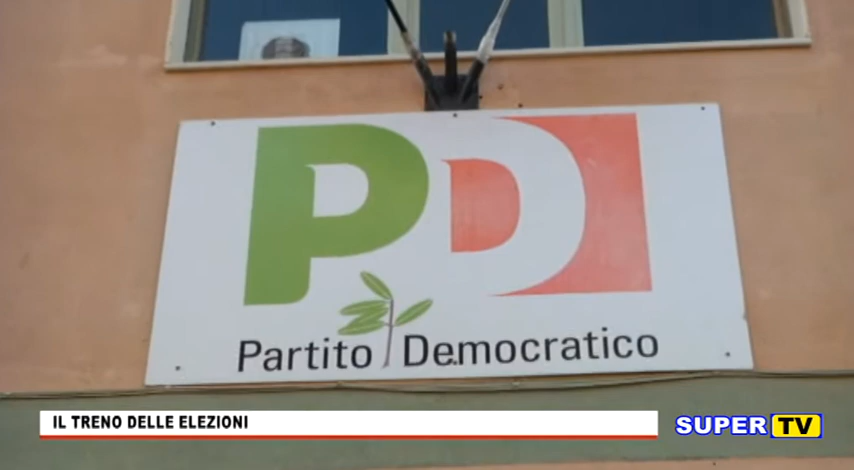 PD
Partito Democratico
IL TRENO DELLE ELEZIONI
SUPER TV